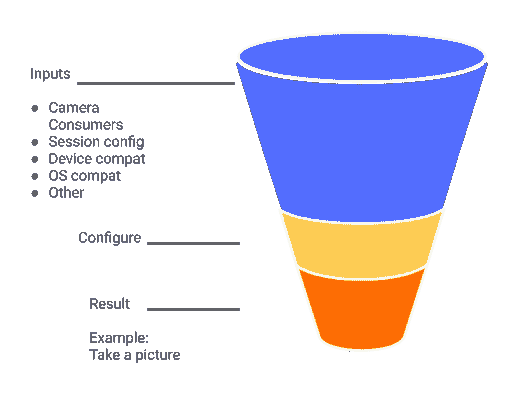 Inputs
● Camera
Consumers
● Session config
● Device compat
● OS compat
● Other
Configure
Result
Example:
Take a picture